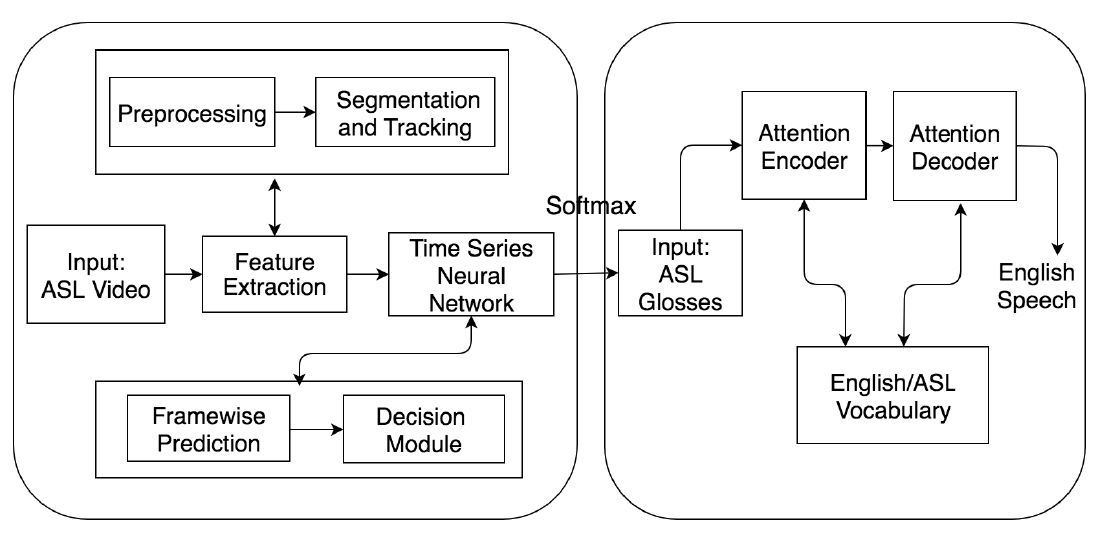 Preprocessing
Segmentation
and Tracking
Input:
ASL Video
Feature
Extraction
Time Series
Neural
Network
Framewise
Prediction
Decision
Module
Softmax
Input:
ASL
Glosses
Attention
Encoder
Attention
Decoder
English
Speech
English/ASL
Vocabulary